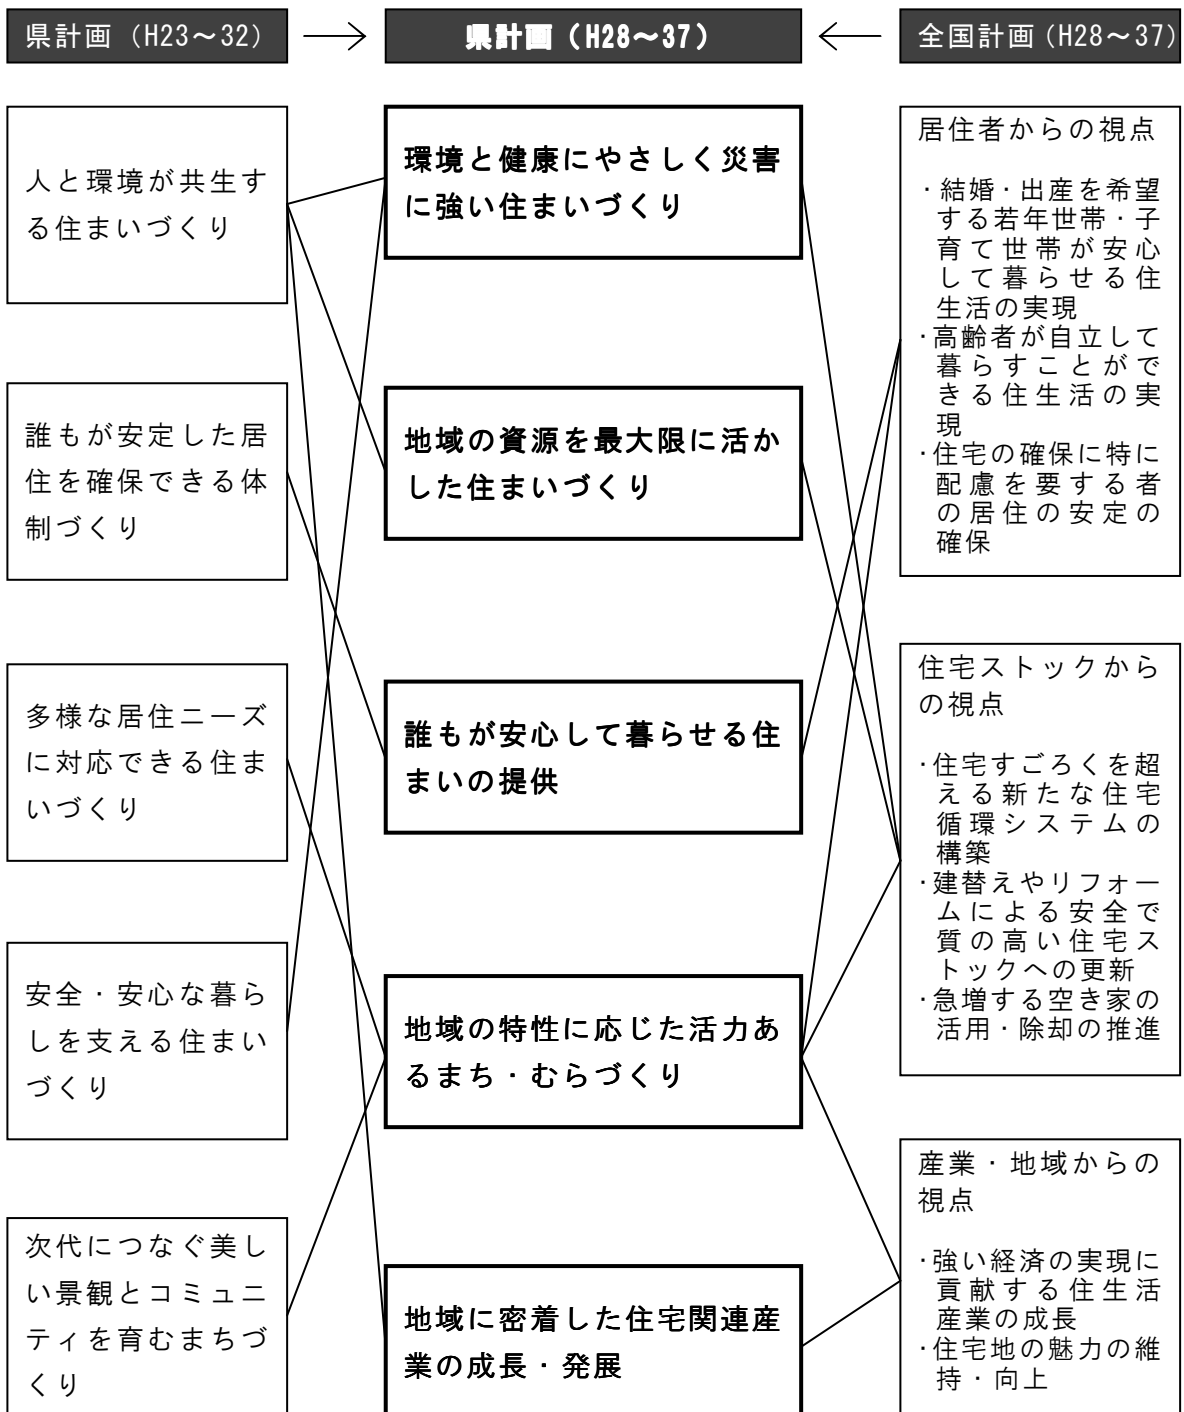 県計画（H23～32）
県計画（H28～37）
全国計画（H28～37）
人と環境が共生す
る住まいづくり
誰もが安定した居
住を確保できる体
制づくり
多様な居住ニーズ
に対応できる住ま
いづくり
安全・安心な暮ら
しを支える住まい
づくり
次代につなぐ美し
い景観とコミュニ
ティを育むまちづ
くり
環境と健康にやさしく災害
に強い住まいづくり
地域の資源を最大限に活か
した住まいづくり
誰もが安心して暮らせる住
まいの提供
地域の特性に応じた活力あ
るまち・むらづくり
地域に密着した住宅関連産
業の成長・発展
居住者からの視点
・結婚・出産を希望
する若年世帯・子
育て世帯が安心
して暮らせる住
生活の実現
・高齢者が自立して
暮らすことがで
きる住生活の実
現
・住宅の確保に特に
配慮を要する者
の居住の安定の
確保
住宅ストックから
の視点
・住宅すごろくを超
える新たな住宅
循環システムの
構築
・建替えやリフォー
ムによる安全で
質の高い住宅ス
トックへの更新
・急増する空き家の
活用・除却の推進
産業・地域からの
視点
・強い経済の実現に
貢献する住生活
産業の成長
・住宅地の魅力の維
持・向上